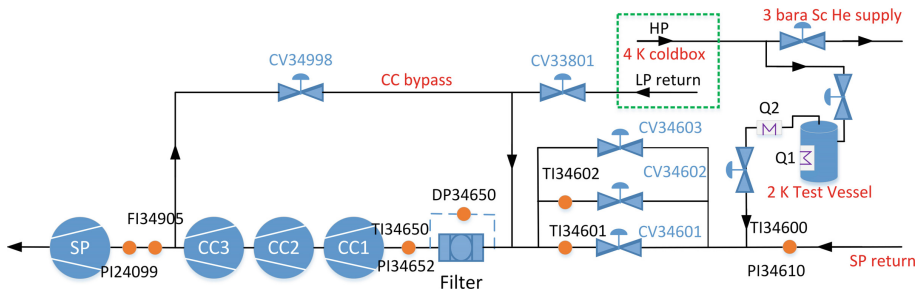 HP
3 bara Sc He supply
CV34998
CC bypass
CV33801
4 K coldbox
LP return
CV34603
Q2
Q1
TI34602
CV34602
2 K Test Vessel
DP34650
FI34905
TI34650
TI34601
CV34601
TI34600
SP
CC3
CC2
CC1
PI24099
PI34652
PI34610
SP return
Filter